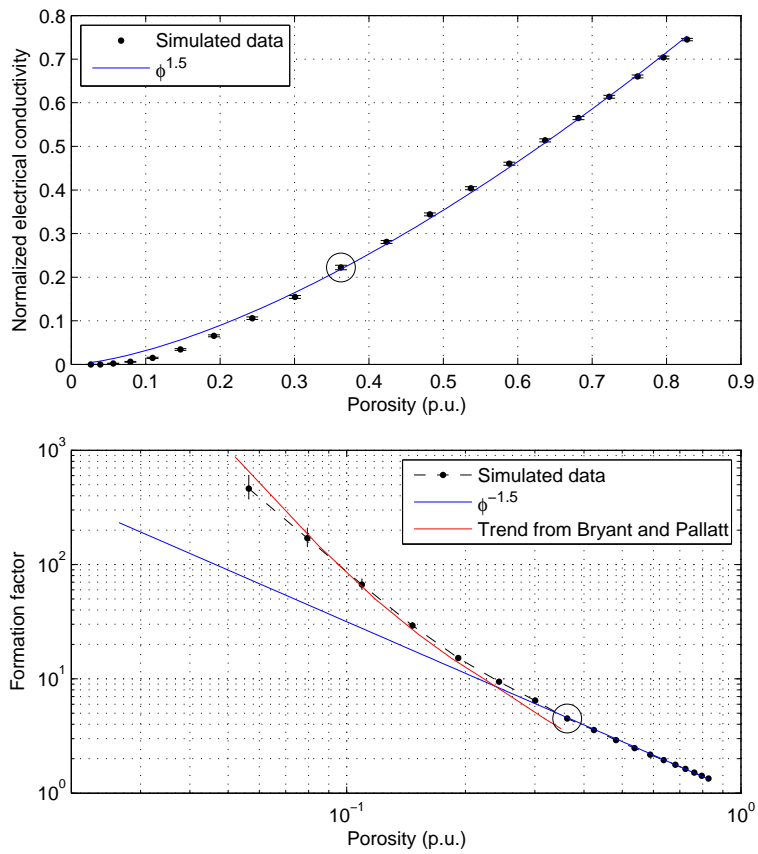 0.8
0.7
0.6
0.5
0.4
0.3
0.2
0.1
0
Normalized electrical conductivity
Simulated data
ϕ^1.5
0 0.1 0.2 0.3 0.4 0.5 0.6 0.7 0.8 0.9
Porosity (p.u.)
10^3
10^2
10^1
10^0
Formation factor
Simulated data
ϕ^−1.5
Trend from Bryant and Pallatt
10^−1 10^0
Porosity (p.u.)